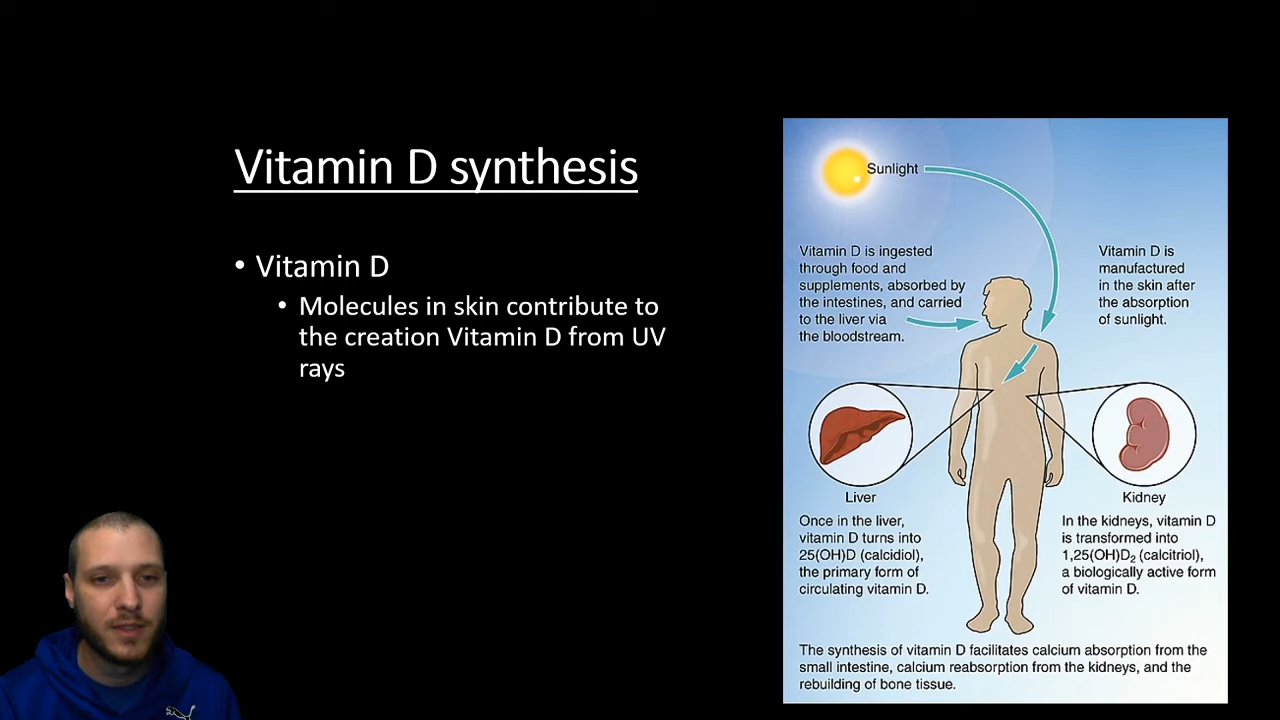 Vitamin D synthesis
• Vitamin D
• Molecules in skin contribute to
the creation Vitamin D from UV
rays
Sunlight
Vitamin D is ingested
through food and
supplements, absorbed by
the intestines, and carried
to the liver via
the bloodstream.
Vitamin D is
manufactured
in the skin after
the absorption
of sunlight.
Liver
Once in the liver,
vitamin D turns into
25(OH)D (calcidiol),
the primary form of
circulating vitamin D.
Kidney
In the kidneys, vitamin D
is transformed into
1,25(OH)D₂ (calcitriol),
a biologically active form
of vitamin D.
The synthesis of vitamin D facilitates calcium absorption from the
small intestine, calcium reabsorption from the kidneys, and the
rebuilding of bone tissue.